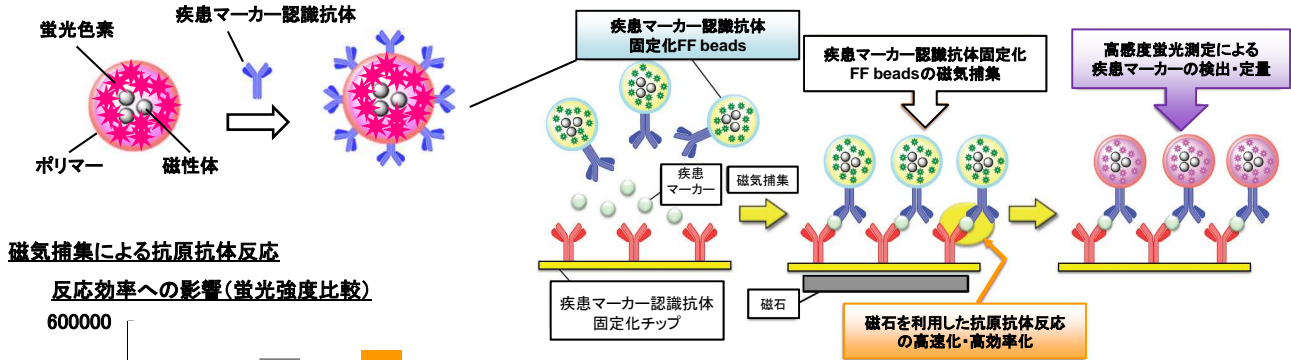 蛍光色素
疾患マーカー認識抗体
ポリマー
磁性体
疾患マーカー認識抗体
固定化FF beads
疾患マーカー
磁気捕集
疾患マーカー認識抗体
固定化チップ
疾患マーカー認識抗体固定化
FF beadsの磁気捕集
磁石
磁石を利用した抗原抗体反応
の高速化・高効率化
高感度蛍光測定による
疾患マーカーの検出・定量
磁気捕集による抗原抗体反応
反応効率への影響(蛍光強度比較)
600000